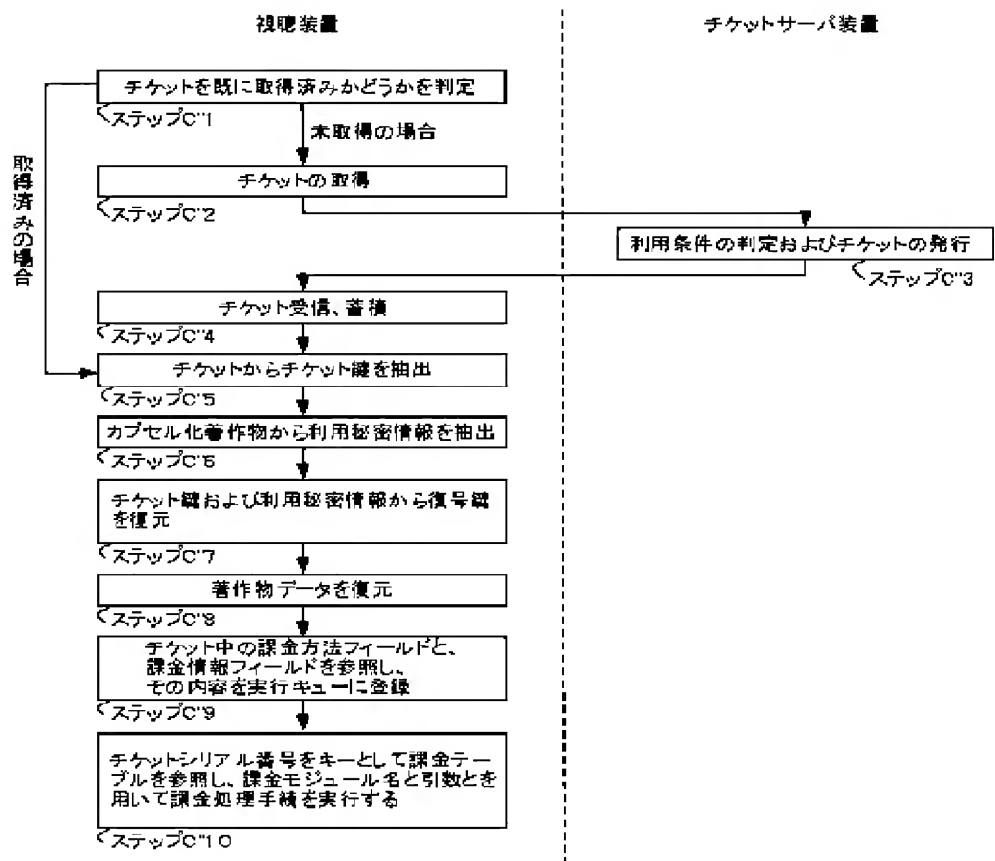 視聴装置
チケットサーバ装置
チケットを既に取得済みかどうかを判定
ステップC"1
未取得の場合
取得済みの場合
チケットの取得
ステップC"2
利用条件の判定およびチケットの発行
ステップC"3
チケット受信、蓄積
ステップC"4
チケットからチケット鍵を抽出
ステップC"5
カプセル化著作物から利用秘密情報を抽出
ステップC"6
チケット鍵および利用秘密情報から復号鍵
を復元
ステップC"7
著作物データを復元
ステップC"8
チケット中の課金方法フィールドと、
課金情報フィールドを参照し、
その内容を実行キューに登録
ステップC"9
チケットシリアル番号をキーとして課金テー
ブルを参照し、課金モジュール名と引数とを
用いて課金処理手続を実行する
ステップC"10